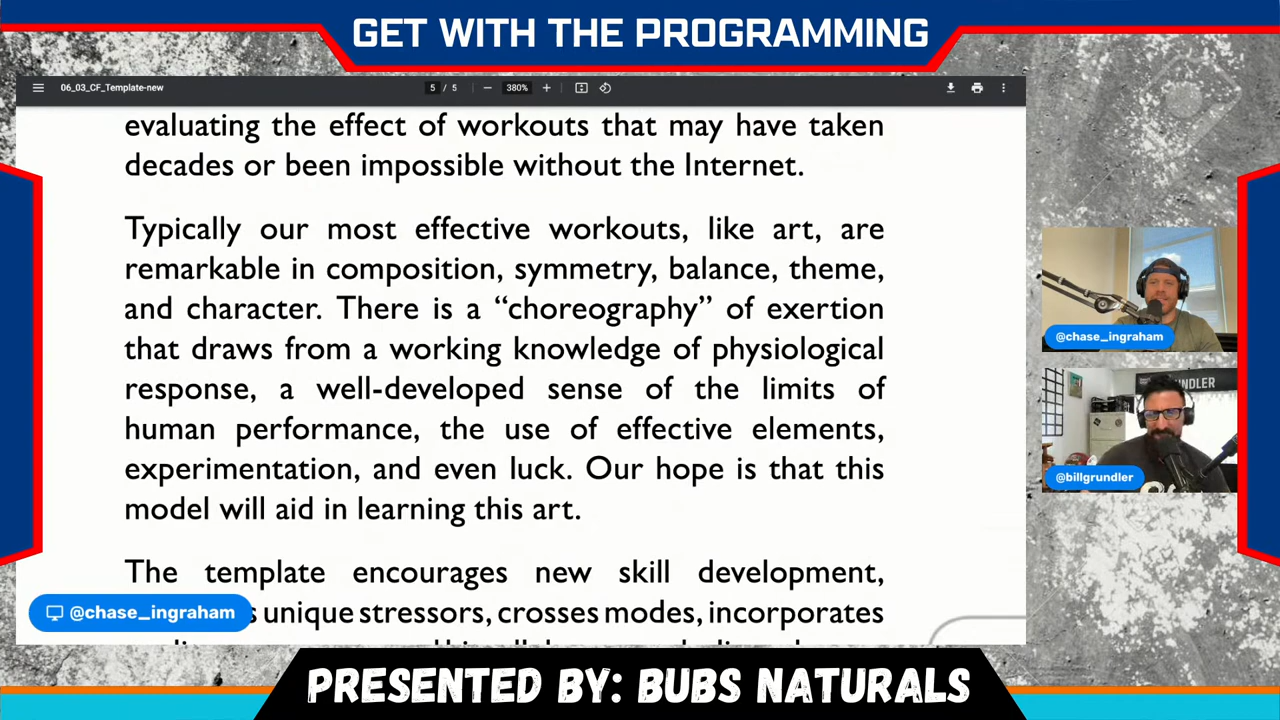 GET WITH THE PROGRAMMING
06_03_CF_Template-new
5 / 5
380%
evaluating the effect of workouts that may have taken
decades or been impossible without the Internet.
Typically our most effective workouts, like art, are
remarkable in composition, symmetry, balance, theme,
and character. There is a “choreography” of exertion
that draws from a working knowledge of physiological
response, a well-developed sense of the limits of
human performance, the use of effective elements,
experimentation, and even luck. Our hope is that this
model will aid in learning this art.
The template encourages new skill development,
unique stressors, crosses modes, incorporates
@chase_ingraham
@chase_ingraham
@billgrundler
PRESENTED BY: BUBS NATURALS